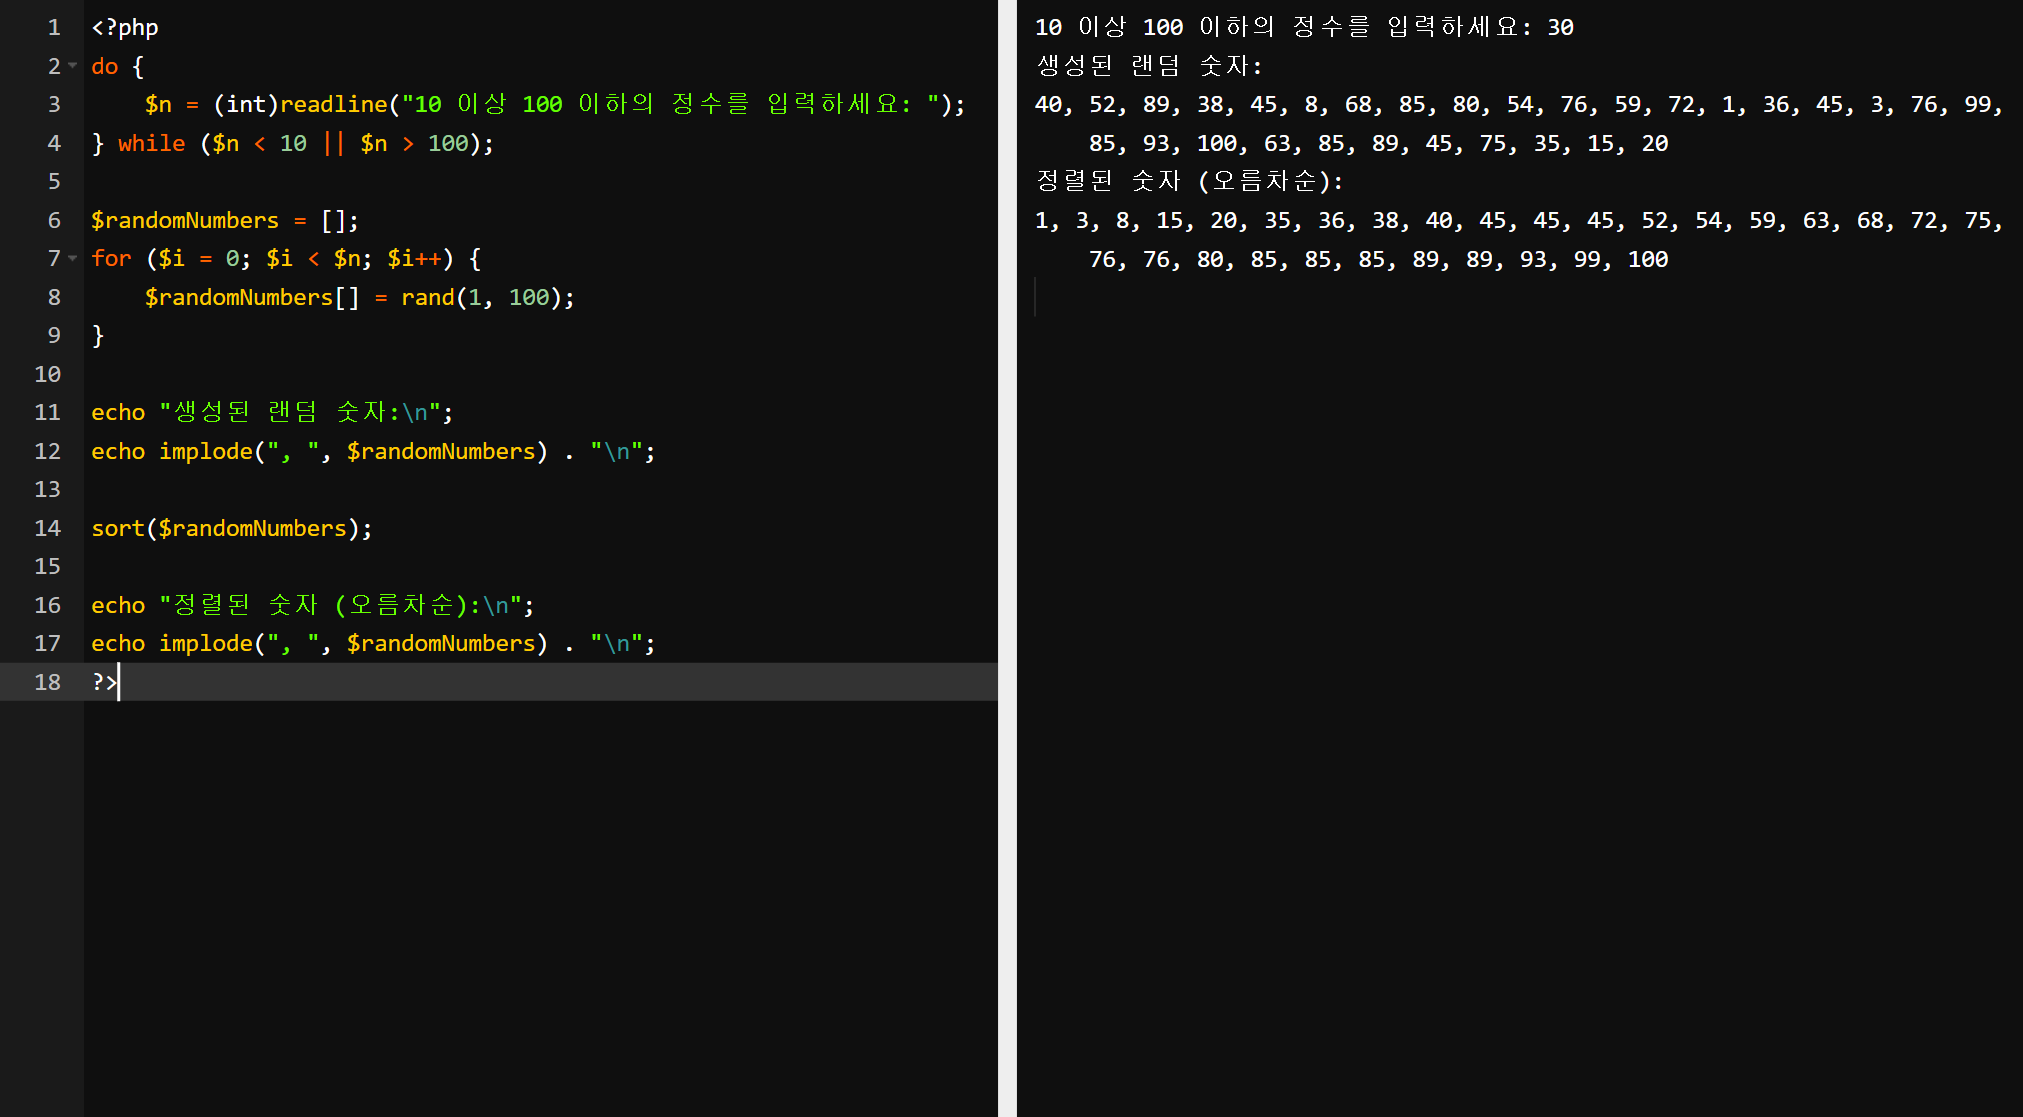 1 <?php
2 do {
3     $n = (int)readline("10 이상 100 이하의 정수를 입력하세요: ");
4 } while ($n < 10 || $n > 100);
5
6 $randomNumbers = [];
7 for ($i = 0; $i < $n; $i++) {
8     $randomNumbers[] = rand(1, 100);
9 }
10
11 echo "생성된 랜덤 숫자:\n";
12 echo implode(", ", $randomNumbers) . "\n";
13
14 sort($randomNumbers);
15
16 echo "정렬된 숫자 (오름차순):\n";
17 echo implode(", ", $randomNumbers) . "\n";
18 ?>
10 이상 100 이하의 정수를 입력하세요: 30
생성된 랜덤 숫자:
40, 52, 89, 38, 45, 8, 68, 85, 80, 54, 76, 59, 72, 1, 36, 45, 3, 76, 99,
    85, 93, 100, 63, 85, 89, 45, 75, 35, 15, 20
정렬된 숫자 (오름차순):
1, 3, 8, 15, 20, 35, 36, 38, 40, 45, 45, 45, 52, 54, 59, 63, 68, 72, 75,
    76, 76, 80, 85, 85, 85, 89, 89, 93, 99, 100